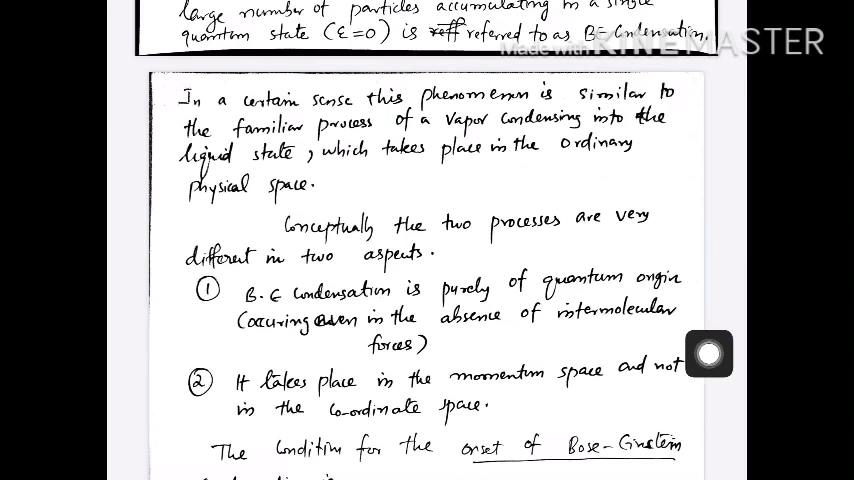 large number of particles accumulating in a single
quantum state (ε=0) is referred to as B-E Condensation.
Made with KINEMASTER
In a certain sense this phenomenon is similar to
the familiar process of a vapor condensing into the
liquid state, which takes place in the ordinary
physical space.
Conceptually the two processes are very
different in two aspects.
① B.E Condensation is purely of quantum origin
(occuring even in the absence of intermolecular
forces)
② It takes place in the momentum space and not
in the co-ordinate space.
The Condition for the onset of Bose-Einstein